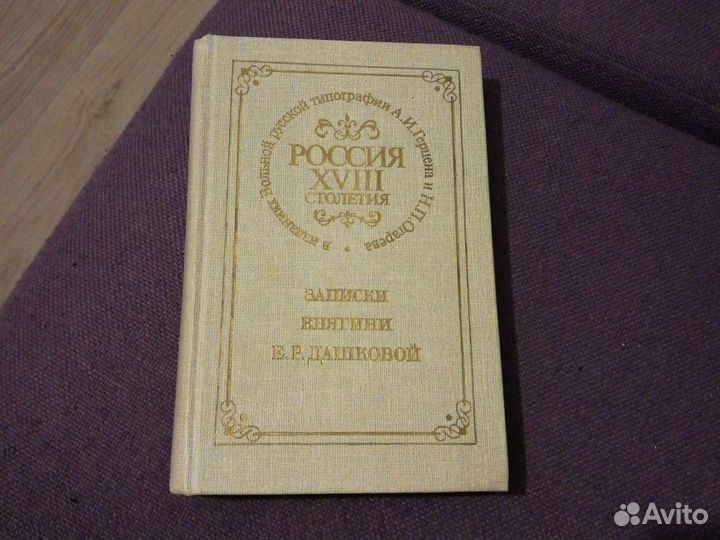 в изданиях Вольной русской типографии А.И.Герцена и Н.П.Огарева
РОССИЯ
XVIII
СТОЛЕТИЯ
ЗАПИСКИ
КНЯГИНИ
Е.Р. ДАШКОВОЙ
Avito